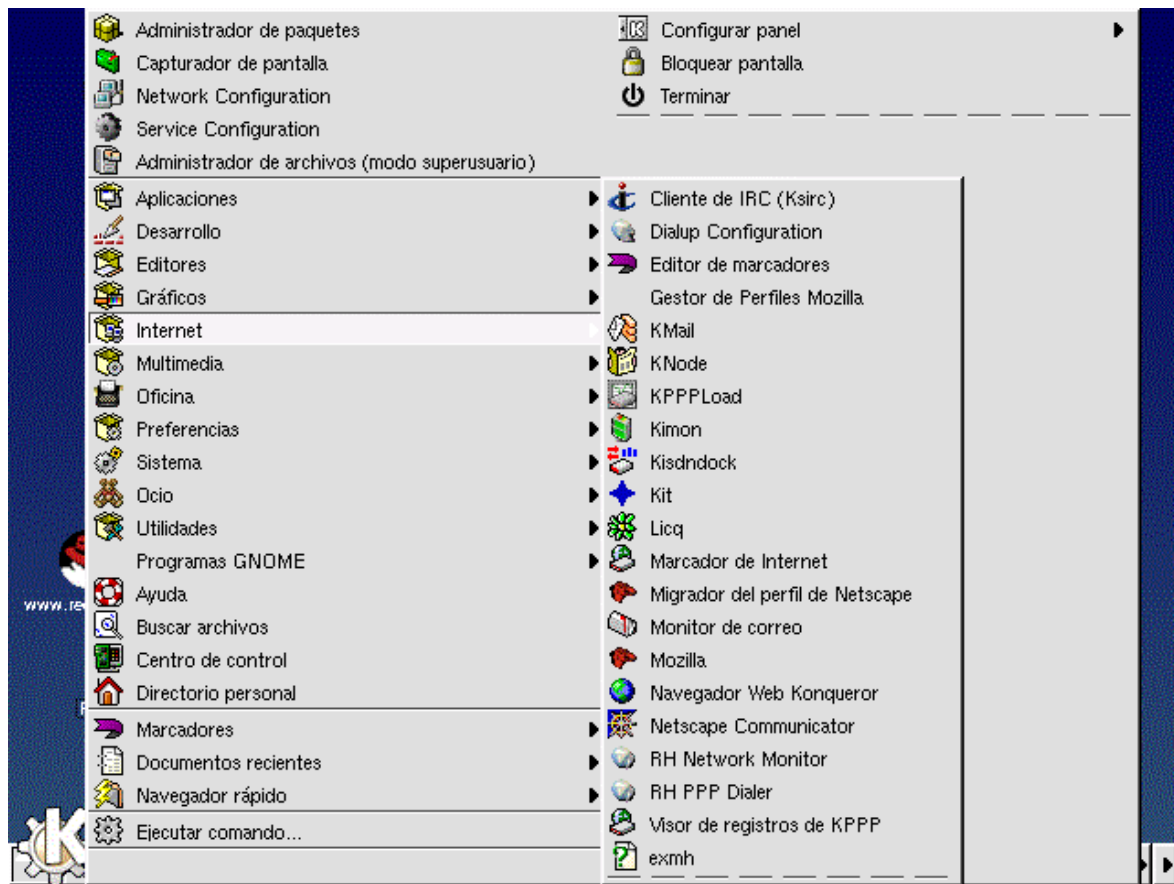 Administrador de paquetes
Capturador de pantalla
Network Configuration
Service Configuration
Administrador de archivos (modo superusuario)
Aplicaciones
Desarrollo
Editores
Gráficos
Internet
Multimedia
Oficina
Preferencias
Sistema
Ocio
Utilidades
Programas GNOME
Ayuda
Buscar archivos
Centro de control
Directorio personal
Marcadores
Documentos recientes
Navegador rápido
Ejecutar comando...
Configurar panel
Bloquear pantalla
Terminar
Cliente de IRC (Ksirc)
Dialup Configuration
Editor de marcadores
Gestor de Perfiles Mozilla
KMail
KNode
KPPPLoad
Kimon
Kisdndock
Kit
Licq
Marcador de Internet
Migrador del perfil de Netscape
Monitor de correo
Mozilla
Navegador Web Konqueror
Netscape Communicator
RH Network Monitor
RH PPP Dialer
Visor de registros de KPPP
exmh
www.re